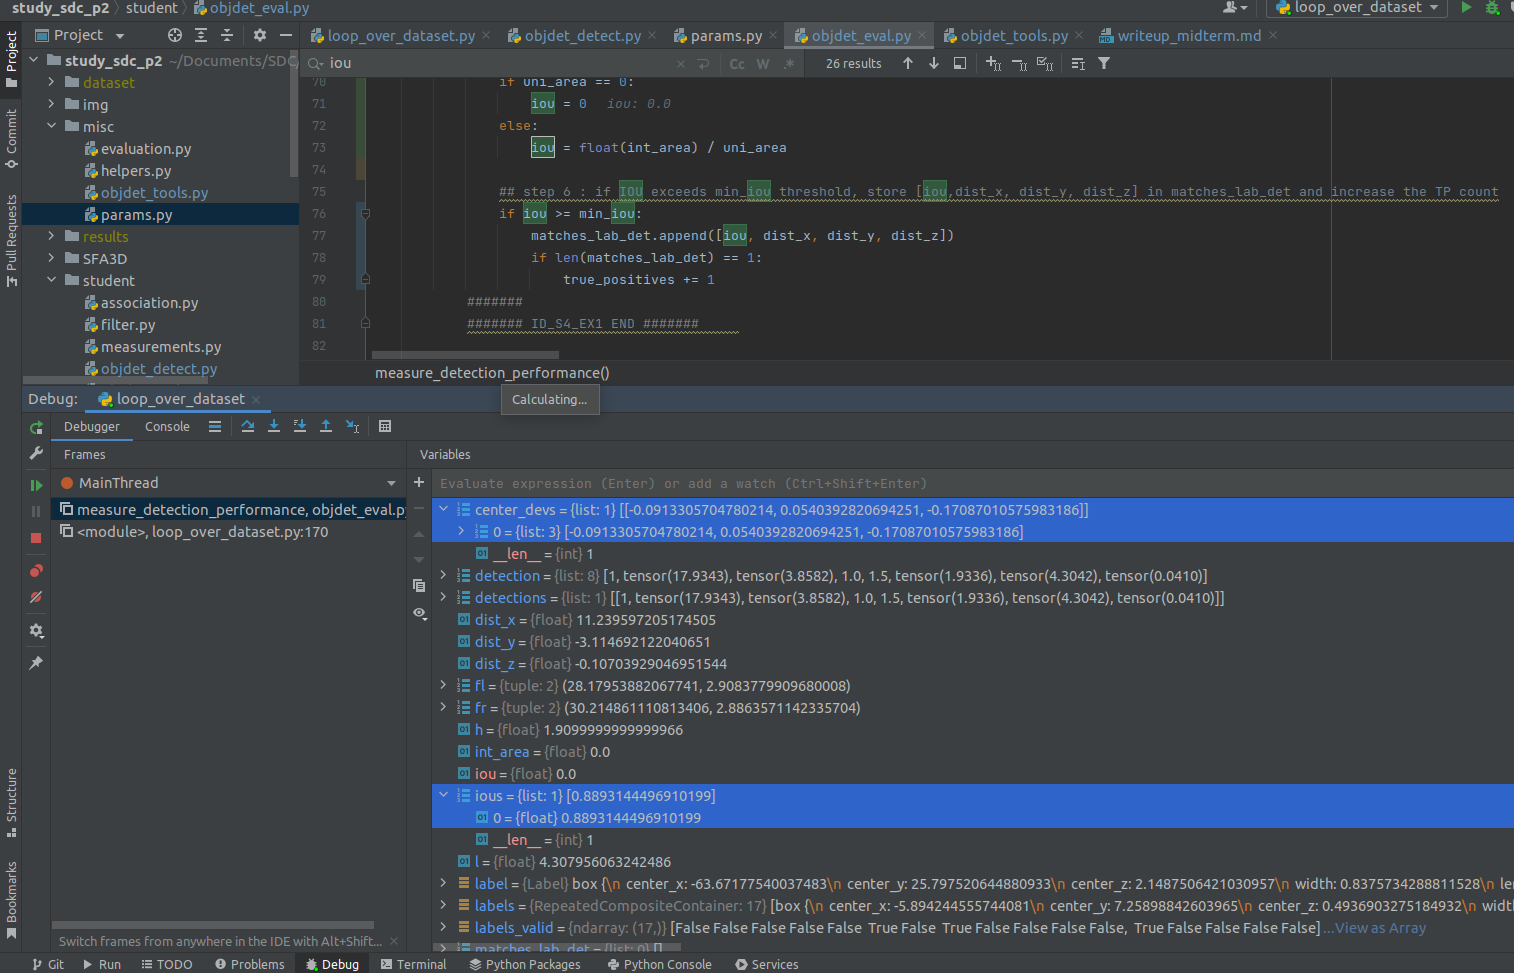 study_sdc_p2 > student > objdet_eval.py
loop_over_dataset
Project
loop_over_dataset.py × objdet_detect.py × params.py × objdet_eval.py × objdet_tools.py × writeup_midterm.md ×
study_sdc_p2 ~/Documents/SDC/
iou
Cc W .* 26 results
dataset
img
misc
evaluation.py
helpers.py
objdet_tools.py
params.py
results
SFA3D
student
association.py
filter.py
measurements.py
objdet_detect.py
Project
Commit
Pull Requests
Structure
Bookmarks
70 if uni_area == 0:
71 iou = 0 iou: 0.0
72 else:
73 iou = float(int_area) / uni_area
74
75 ## step 6 : if IOU exceeds min_iou threshold, store [iou,dist_x, dist_y, dist_z] in matches_lab_det and increase the TP count
76 if iou >= min_iou:
77 matches_lab_det.append([iou, dist_x, dist_y, dist_z])
78 if len(matches_lab_det) == 1:
79 true_positives += 1
80 #######
81 ####### ID_S4_EX1 END #######
82
measure_detection_performance()
Calculating...
Debug: loop_over_dataset ×
Debugger Console
Frames
MainThread
measure_detection_performance, objdet_eval.py
<module>, loop_over_dataset.py:170
Switch frames from anywhere in the IDE with Alt+Shift... ×
Variables
Evaluate expression (Enter) or add a watch (Ctrl+Shift+Enter)
center_devs = {list: 1} [[-0.0913305704780214, 0.0540392820694251, -0.17087010575983186]]
0 = {list: 3} [-0.0913305704780214, 0.0540392820694251, -0.17087010575983186]
__len__ = {int} 1
detection = {list: 8} [1, tensor(17.9343), tensor(3.8582), 1.0, 1.5, tensor(1.9336), tensor(4.3042), tensor(0.0410)]
detections = {list: 1} [[1, tensor(17.9343), tensor(3.8582), 1.0, 1.5, tensor(1.9336), tensor(4.3042), tensor(0.0410)]]
dist_x = {float} 11.239597205174505
dist_y = {float} -3.114692122040651
dist_z = {float} -0.10703929046951544
fl = {tuple: 2} (28.17953882067741, 2.9083779909680008)
fr = {tuple: 2} (30.214861110813406, 2.8863571142335704)
h = {float} 1.9099999999999966
int_area = {float} 0.0
iou = {float} 0.0
ious = {list: 1} [0.8893144496910199]
0 = {float} 0.8893144496910199
__len__ = {int} 1
l = {float} 4.307956063242486
label = {Label} box {\n center_x: -63.67177540037483\n center_y: 25.797520644880933\n center_z: 2.1487506421030957\n width: 0.8375734288811528\n len
labels = {RepeatedCompositeContainer: 17} [box {\n center_x: -5.894244555744081\n center_y: 7.25898842603965\n center_z: 0.4936903275184932\n width
labels_valid = {ndarray: (17,)} [False False False False False True False True False False False False, True False False False False] ...View as Array
matches_lab_det = {list: 0} []
Git Run TODO Problems Debug Terminal Python Packages Python Console Services